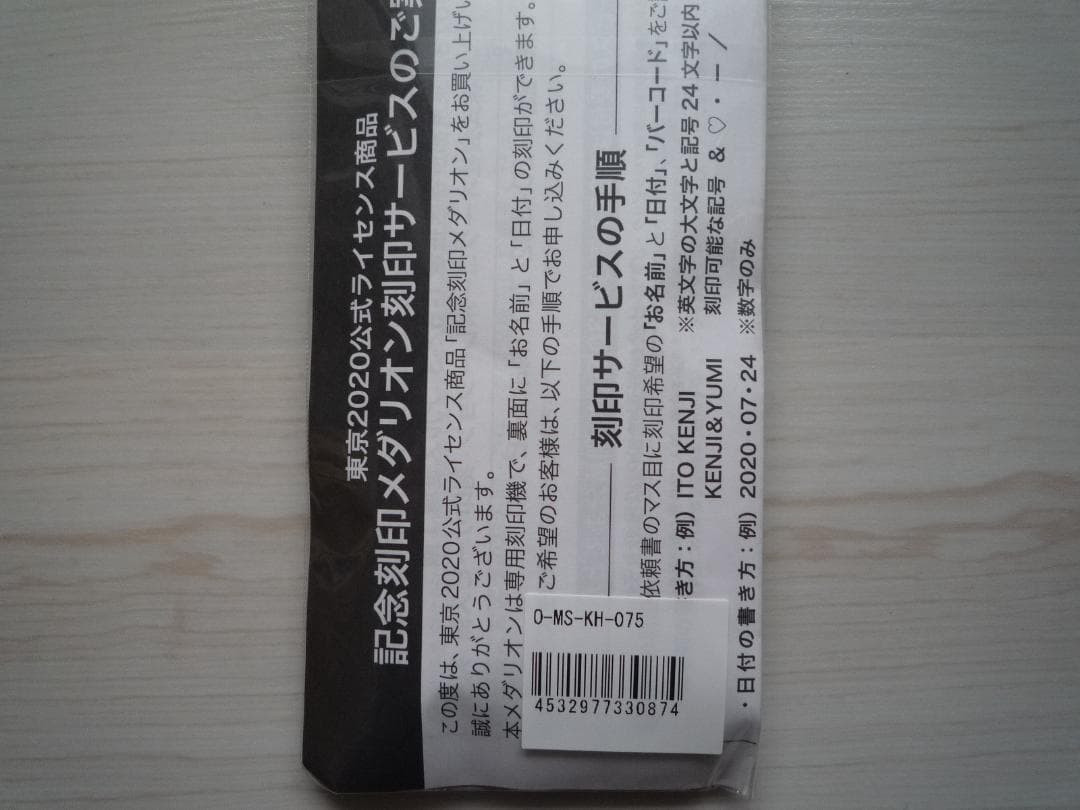 東京2020公式ライセンス商品
記念刻印メダリオン刻印サービスのご
この度は、東京2020公式ライセンス商品「記念刻印メダリオン」をお買い上げい
誠にありがとうございます。
本メダリオンは専用刻印機で、裏面に「お名前」と「日付」の刻印ができます。
ご希望のお客様は、以下の手順でお申し込みください。
刻印サービスの手順
依頼書のマス目に刻印希望の「お名前」と「日付」、「バーコード」をご
き方:例) ITO KENJI ※英文字の大文字と記号24文字以内
KENJI&YUMI 刻印可能な記号 & ♡ ・ ー /
・日付の書き方:例) 2020・07・24 ※数字のみ
O-MS-KH-075
4532977330874